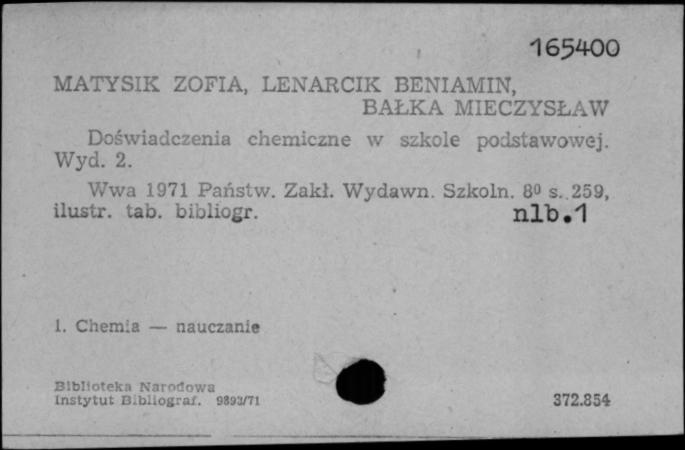 165400
MATYSIK ZOFIA, LENARCIK BENIAMIN,
BAŁKA MIECZYSŁAW
Doświadczenia chemiczne w szkole podstawowej.
Wyd. 2.
Wwa 1971 Państw. Zakł. Wydawn. Szkoln. 8⁰ s. 259,
ilustr. tab. bibliogr. nlb.1
1. Chemia — nauczanie
Biblioteka Narodowa
Instytut Bibliograf. 9893/71
372.854